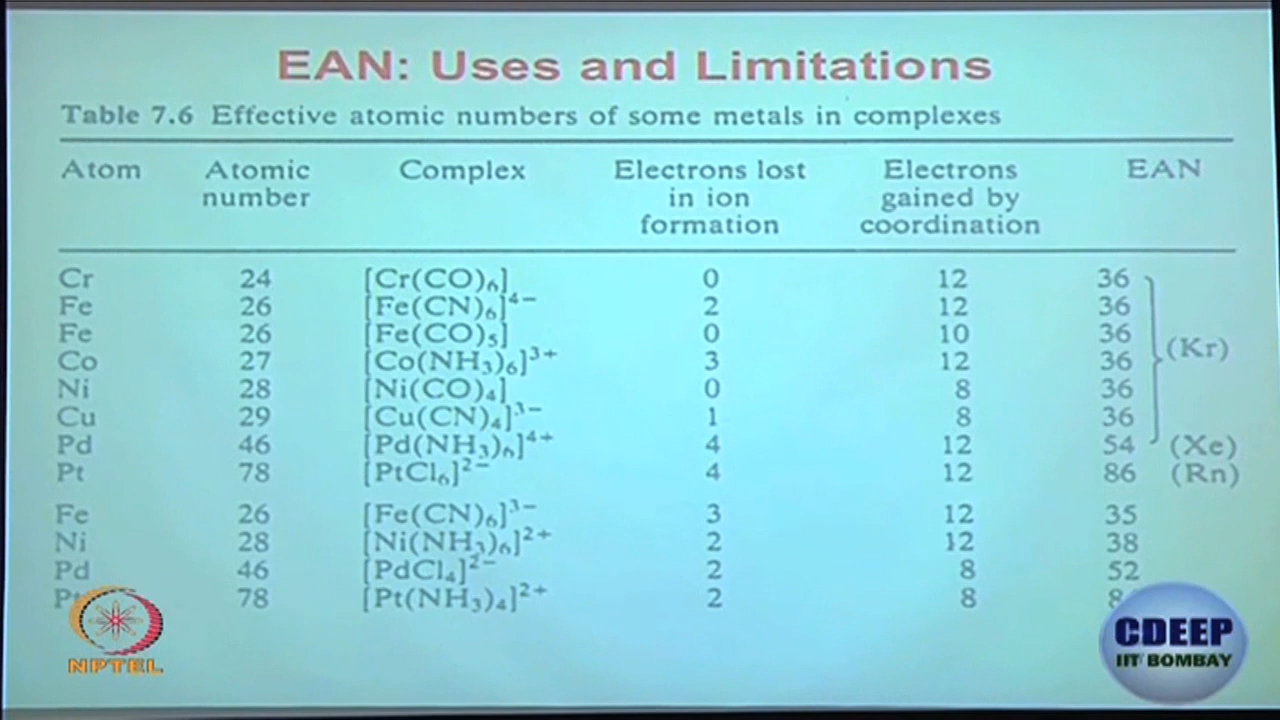 EAN: Uses and Limitations
Table 7.6 Effective atomic numbers of some metals in complexes
Atom Atomic number Complex Electrons lost in ion formation Electrons gained by coordination EAN
Cr 24 [Cr(CO)₆] 0 12 36
Fe 26 [Fe(CN)₆]⁴⁻ 2 12 36
Fe 26 [Fe(CO)₅] 0 10 36
(Kr)
Co 27 [Co(NH₃)₆]³⁺ 3 12 36
Ni 28 [Ni(CO)₄] 0 8 36
Cu 29 [Cu(CN)₄]³⁻ 1 8 36
Pd 46 [Pd(NH₃)₆]⁴⁺ 4 12 54 (Xe)
Pt 78 [PtCl₆]²⁻ 4 12 86 (Rn)
Fe 26 [Fe(CN)₆]³⁻ 3 12 35
Ni 28 [Ni(NH₃)₆]²⁺ 2 12 38
Pd 46 [PdCl₄]²⁻ 2 8 52
78 [Pt(NH₃)₄]²⁺ 2 8
NPTEL
CDEEP
IIT BOMBAY